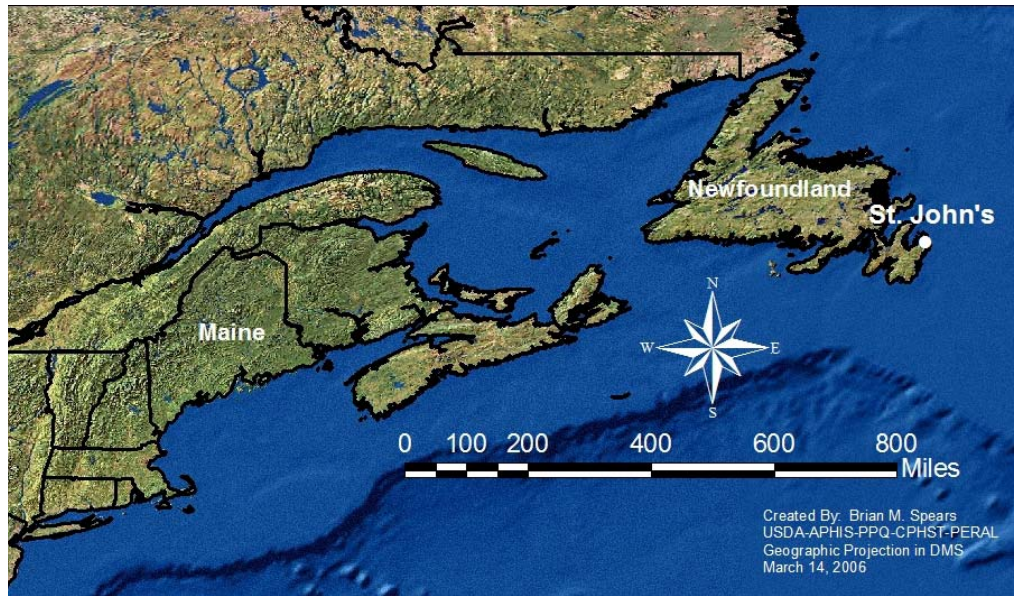 Newfoundland
St. John's
N
Maine
W E
S
0 100 200 400 600 800
Miles
Created By: Brian M. Spears
USDA-APHIS-PPQ-CPHST-PERAL
Geographic Projection in DMS
March 14, 2006